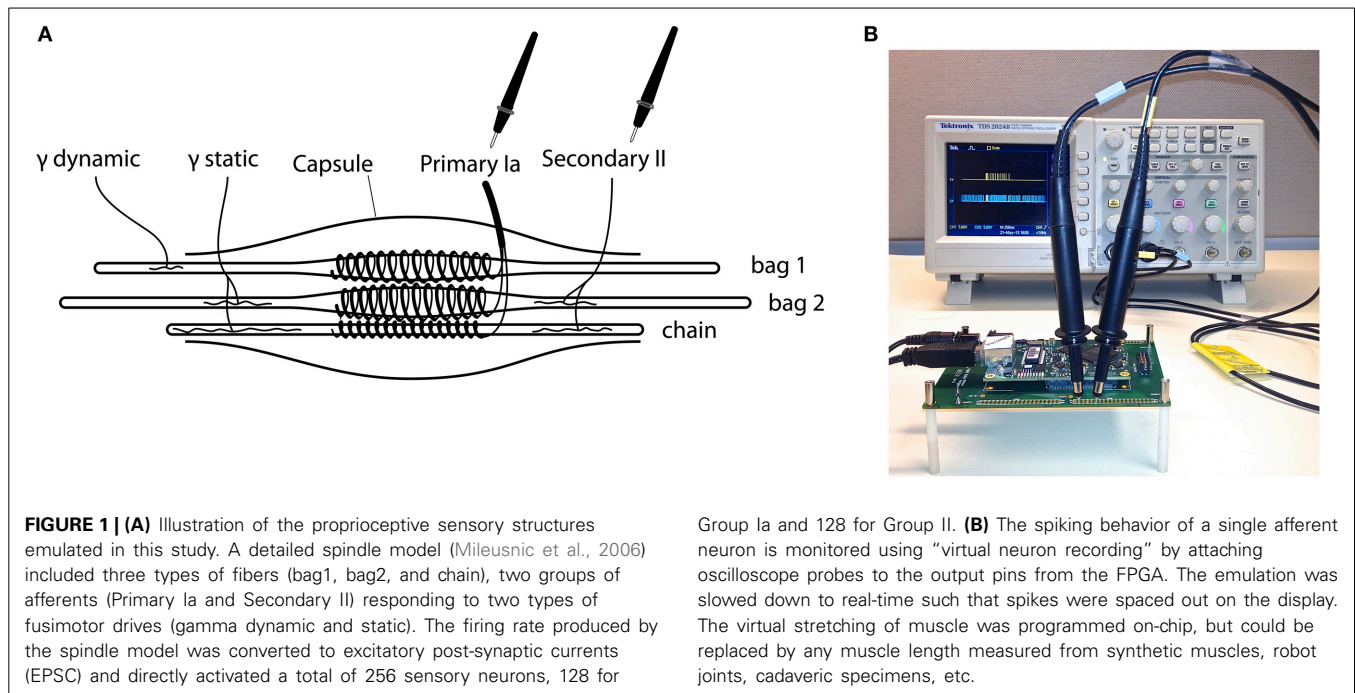 A
B
γ dynamic
γ static
Capsule
Primary Ia
Secondary II
bag 1
bag 2
chain
Tektronix TDS 2024B
Tek
FIGURE 1 | (A) Illustration of the proprioceptive sensory structures
emulated in this study. A detailed spindle model (Mileusnic et al., 2006)
included three types of fibers (bag1, bag2, and chain), two groups of
afferents (Primary Ia and Secondary II) responding to two types of
fusimotor drives (gamma dynamic and static). The firing rate produced by
the spindle model was converted to excitatory post-synaptic currents
(EPSC) and directly activated a total of 256 sensory neurons, 128 for
Group Ia and 128 for Group II. (B) The spiking behavior of a single afferent
neuron is monitored using “virtual neuron recording” by attaching
oscilloscope probes to the output pins from the FPGA. The emulation was
slowed down to real-time such that spikes were spaced out on the display.
The virtual stretching of muscle was programmed on-chip, but could be
replaced by any muscle length measured from synthetic muscles, robot
joints, cadaveric specimens, etc.